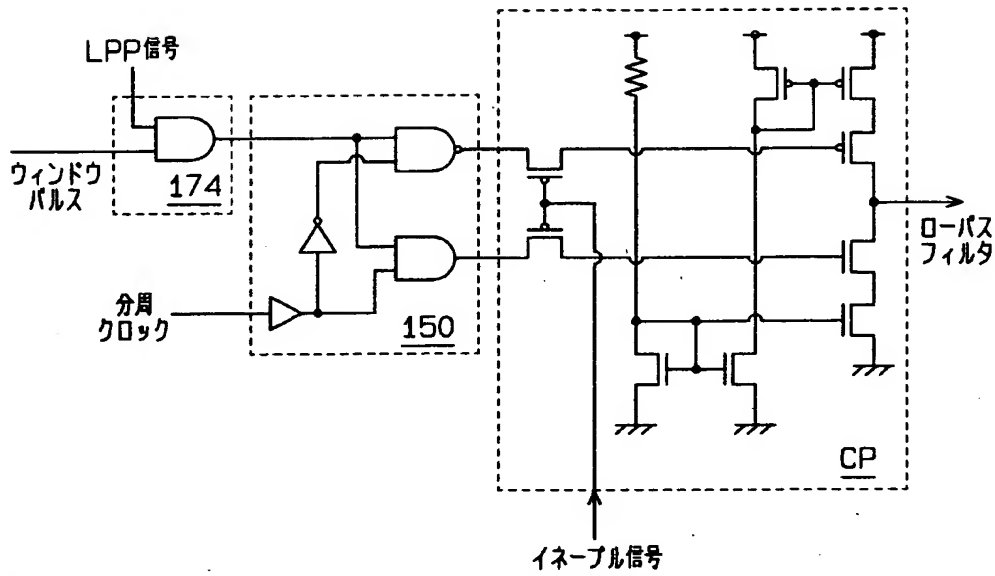 LPP信号
ウィンドウ
パルス
174
分周
クロック
150
ローパス
フィルタ
CP
イネーブル信号